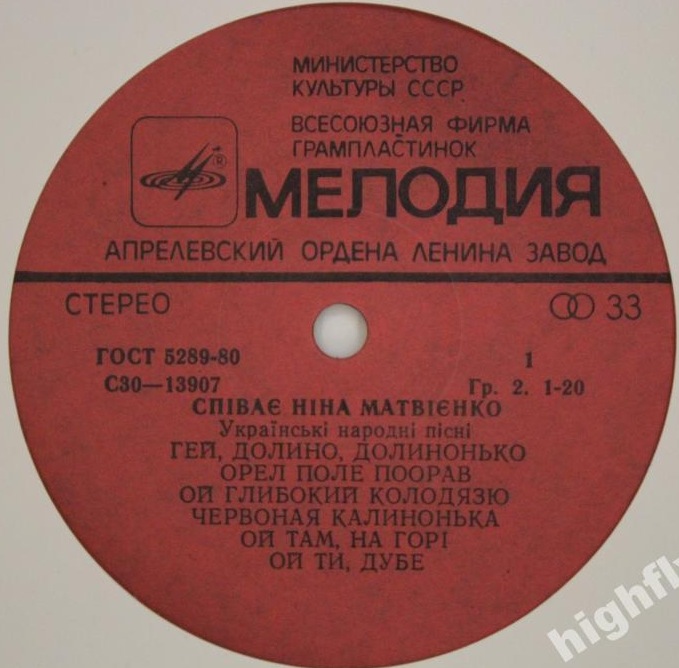 МИНИСТЕРСТВО
КУЛЬТУРЫ СССР
ВСЕСОЮЗНАЯ ФИРМА
ГРАМПЛАСТИНОК
®
МЕЛОДИЯ
АПРЕЛЕВСКИЙ ОРДЕНА ЛЕНИНА ЗАВОД
СТЕРЕО 33
ГОСТ 5289-80 1
С30—13907 Гр. 2. 1-20
СПІВАЄ НІНА МАТВІЄНКО
Українські народні пісні
ГЕЙ, ДОЛИНО, ДОЛИНОНЬКО
ОРЕЛ ПОЛЕ ПООРАВ
ОЙ ГЛИБОКИЙ КОЛОДЯЗЮ
ЧЕРВОНАЯ КАЛИНОНЬКА
ОЙ ТАМ, НА ГОРІ
ОЙ ТИ, ДУБЕ